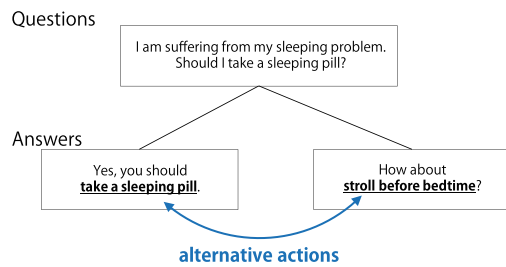 Questions
I am suffering from my sleeping problem.
Should I take a sleeping pill?
Answers
Yes, you should
take a sleeping pill.
How about
stroll before bedtime?
alternative actions